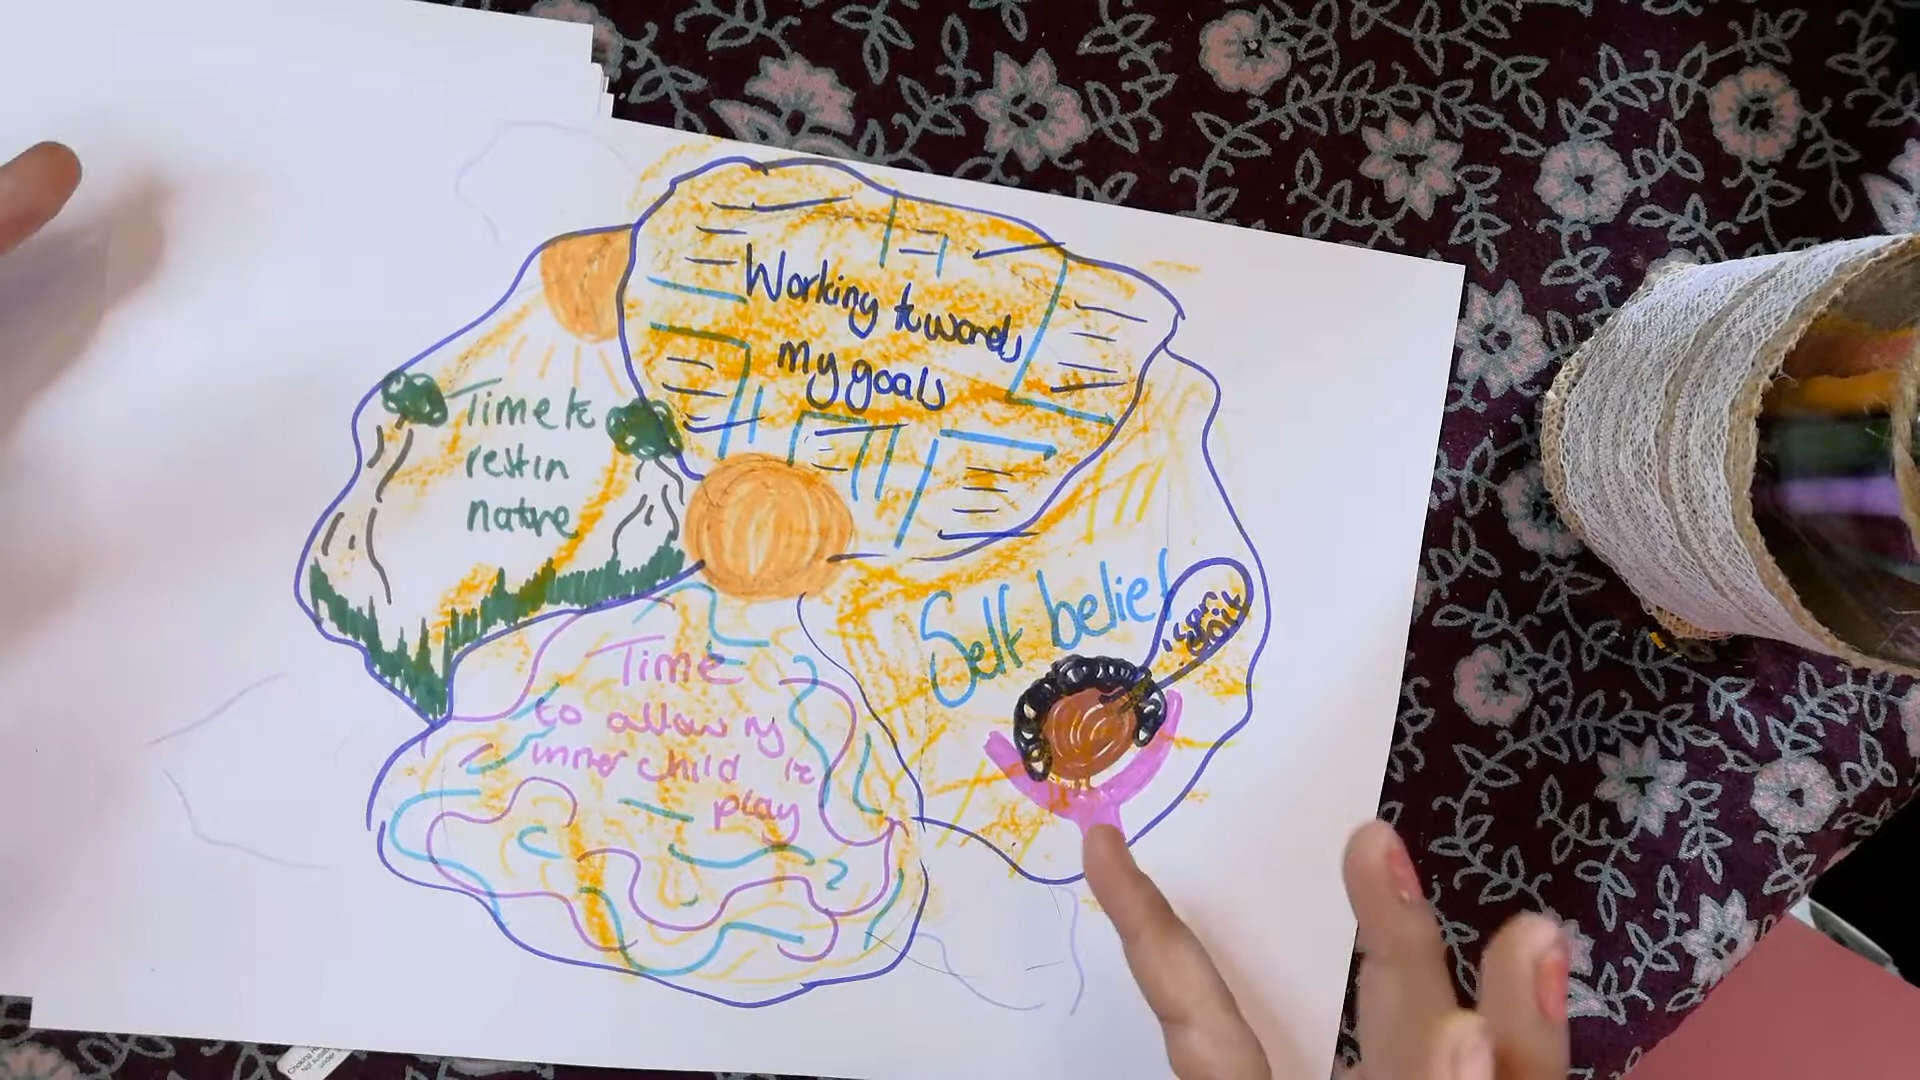 Working towards
my goals
Time to
rest in
nature
Self belief
i can
do it
Time
to allow my
inner child to
play